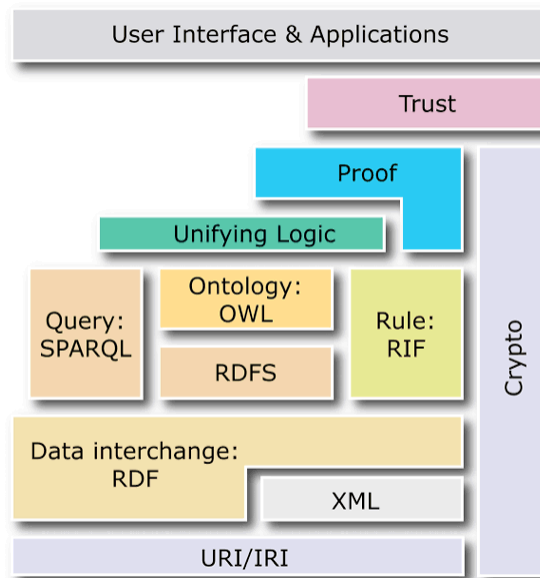 User Interface & Applications
Trust
Proof
Unifying Logic
Query:
SPARQL
Ontology:
OWL
RDFS
Rule:
RIF
Crypto
Data interchange:
RDF
XML
URI/IRI